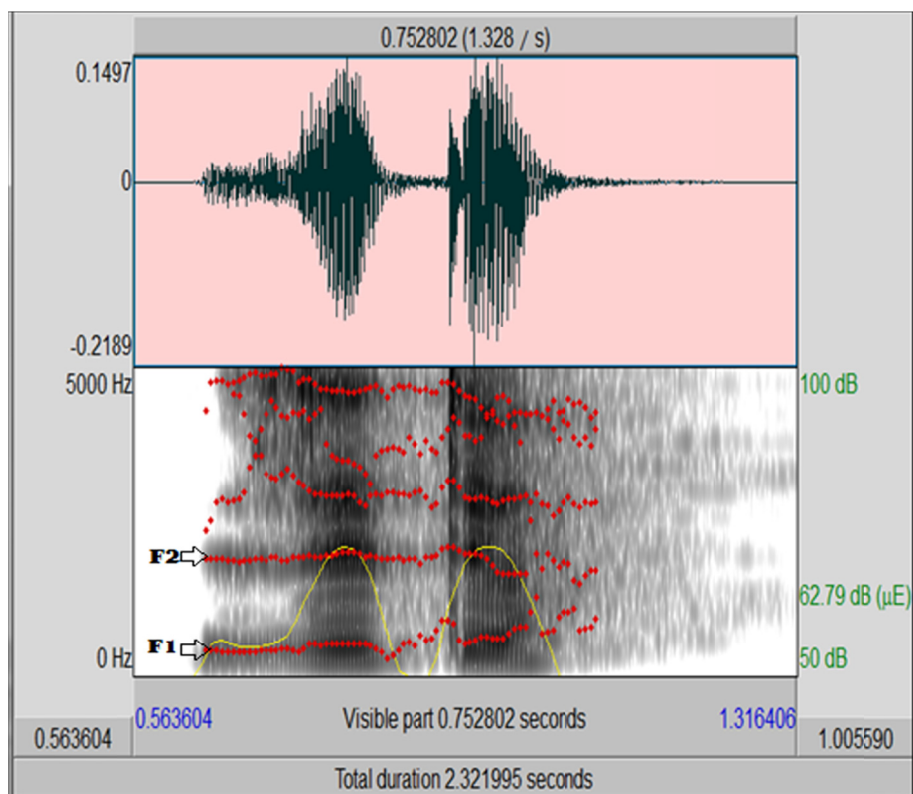 0.752802 (1.328 / s)
0.1497
0
-0.2189
5000 Hz
100 dB
F2
62.79 dB (µE)
F1
0 Hz
50 dB
0.563604
Visible part 0.752802 seconds
1.316406
0.563604
1.005590
Total duration 2.321995 seconds